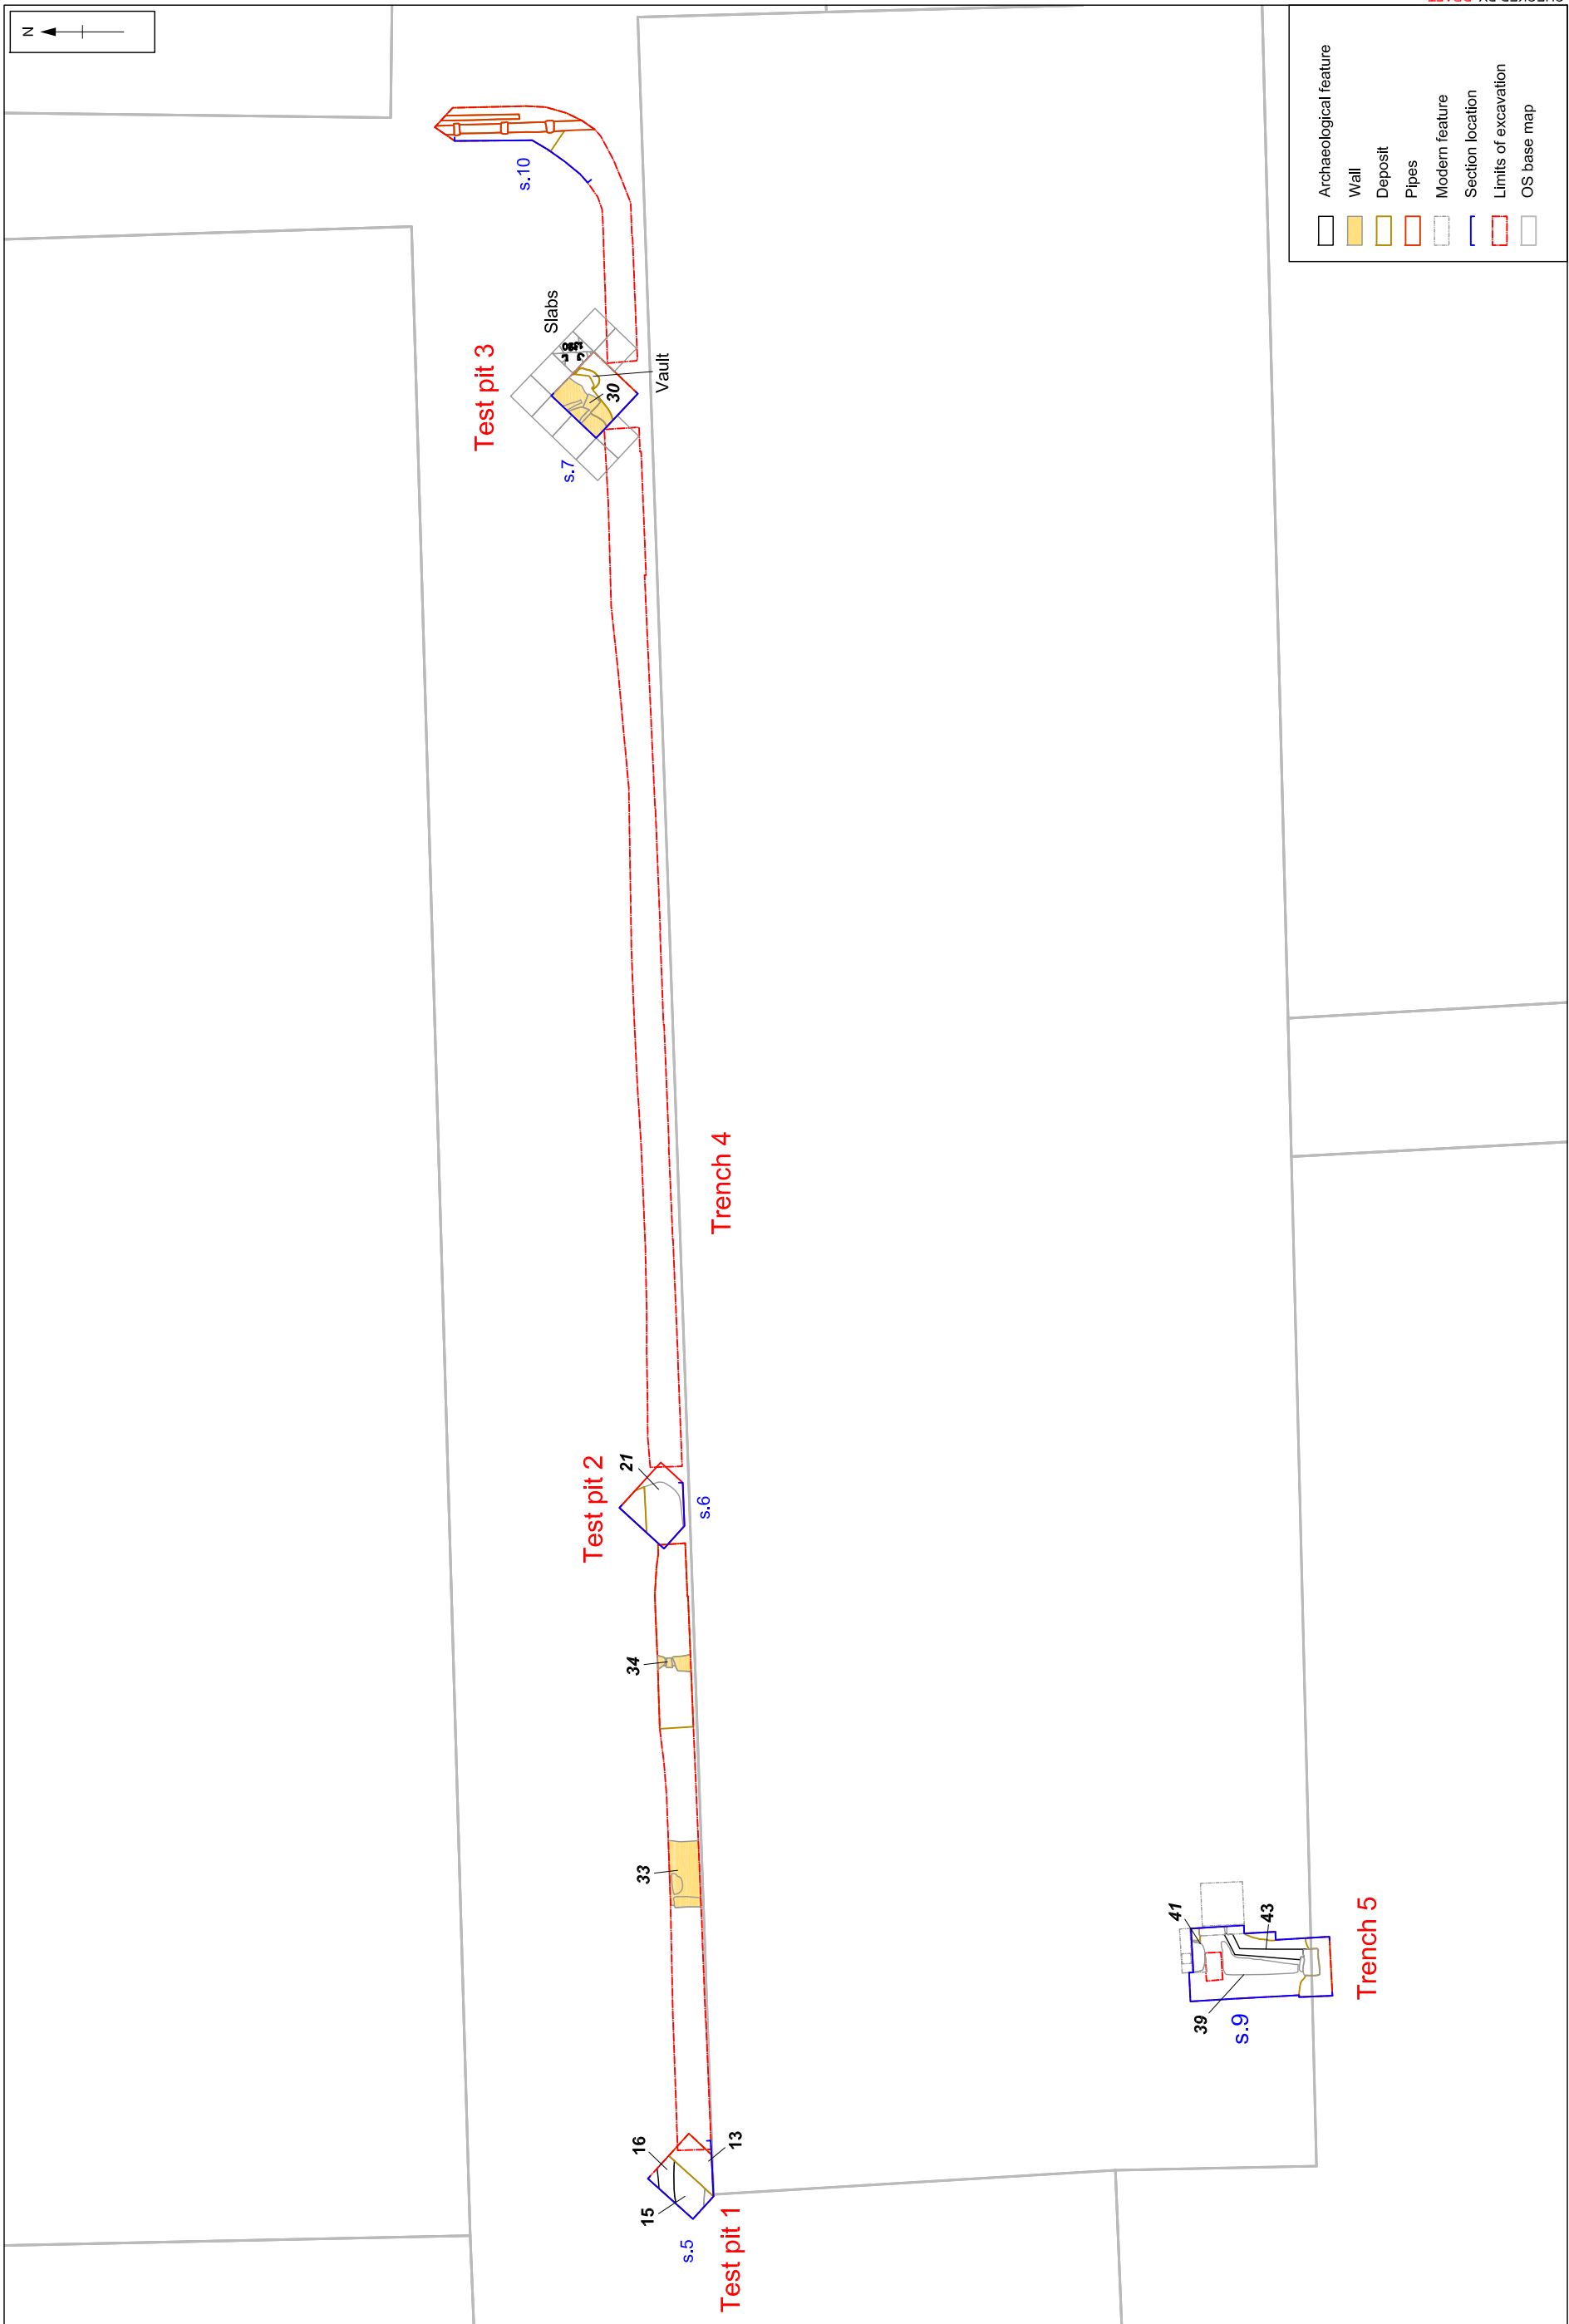 N
s.10
Slabs
Test pit 3
30
Vault
s.7
Trench 4
Test pit 2
21
s.6
34
33
16
13
15
s.5
Test pit 1
41
43
39
s.9
Trench 5
Archaeological feature
Wall
Deposit
Pipes
Modern feature
Section location
Limits of excavation
OS base map